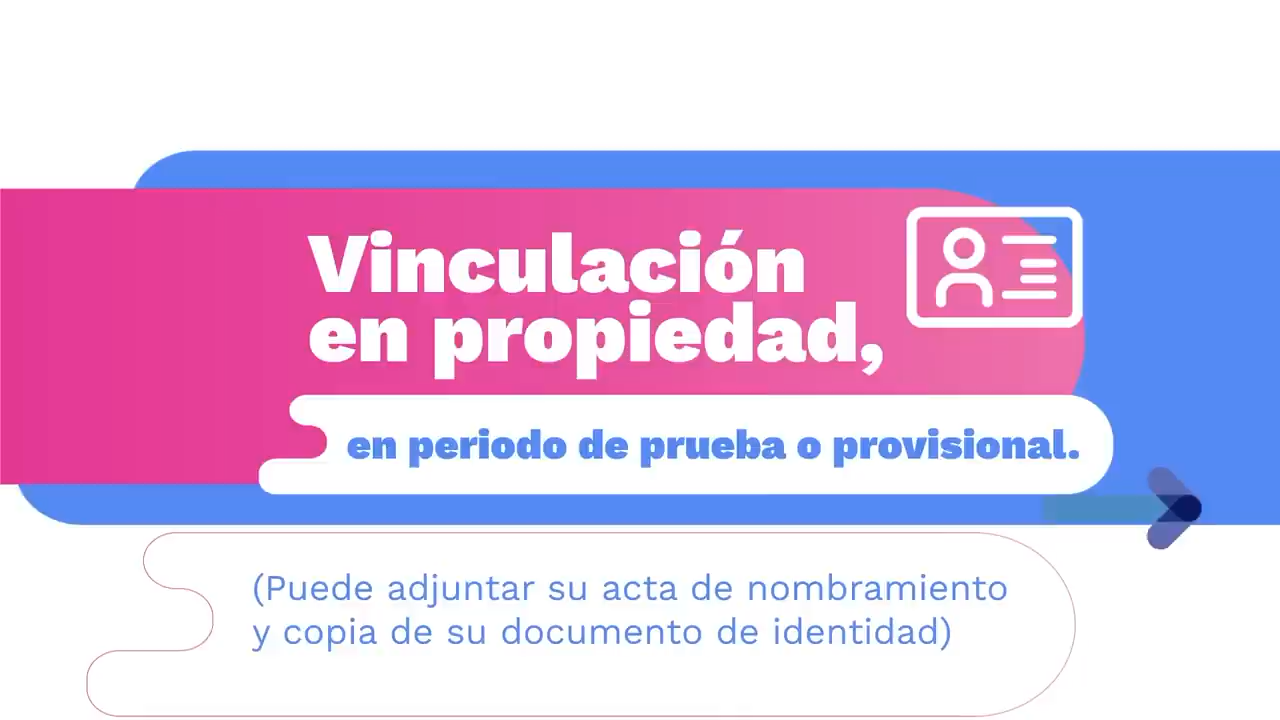 Vinculación
en propiedad,
en periodo de prueba o provisional.
(Puede adjuntar su acta de nombramiento
y copia de su documento de identidad)